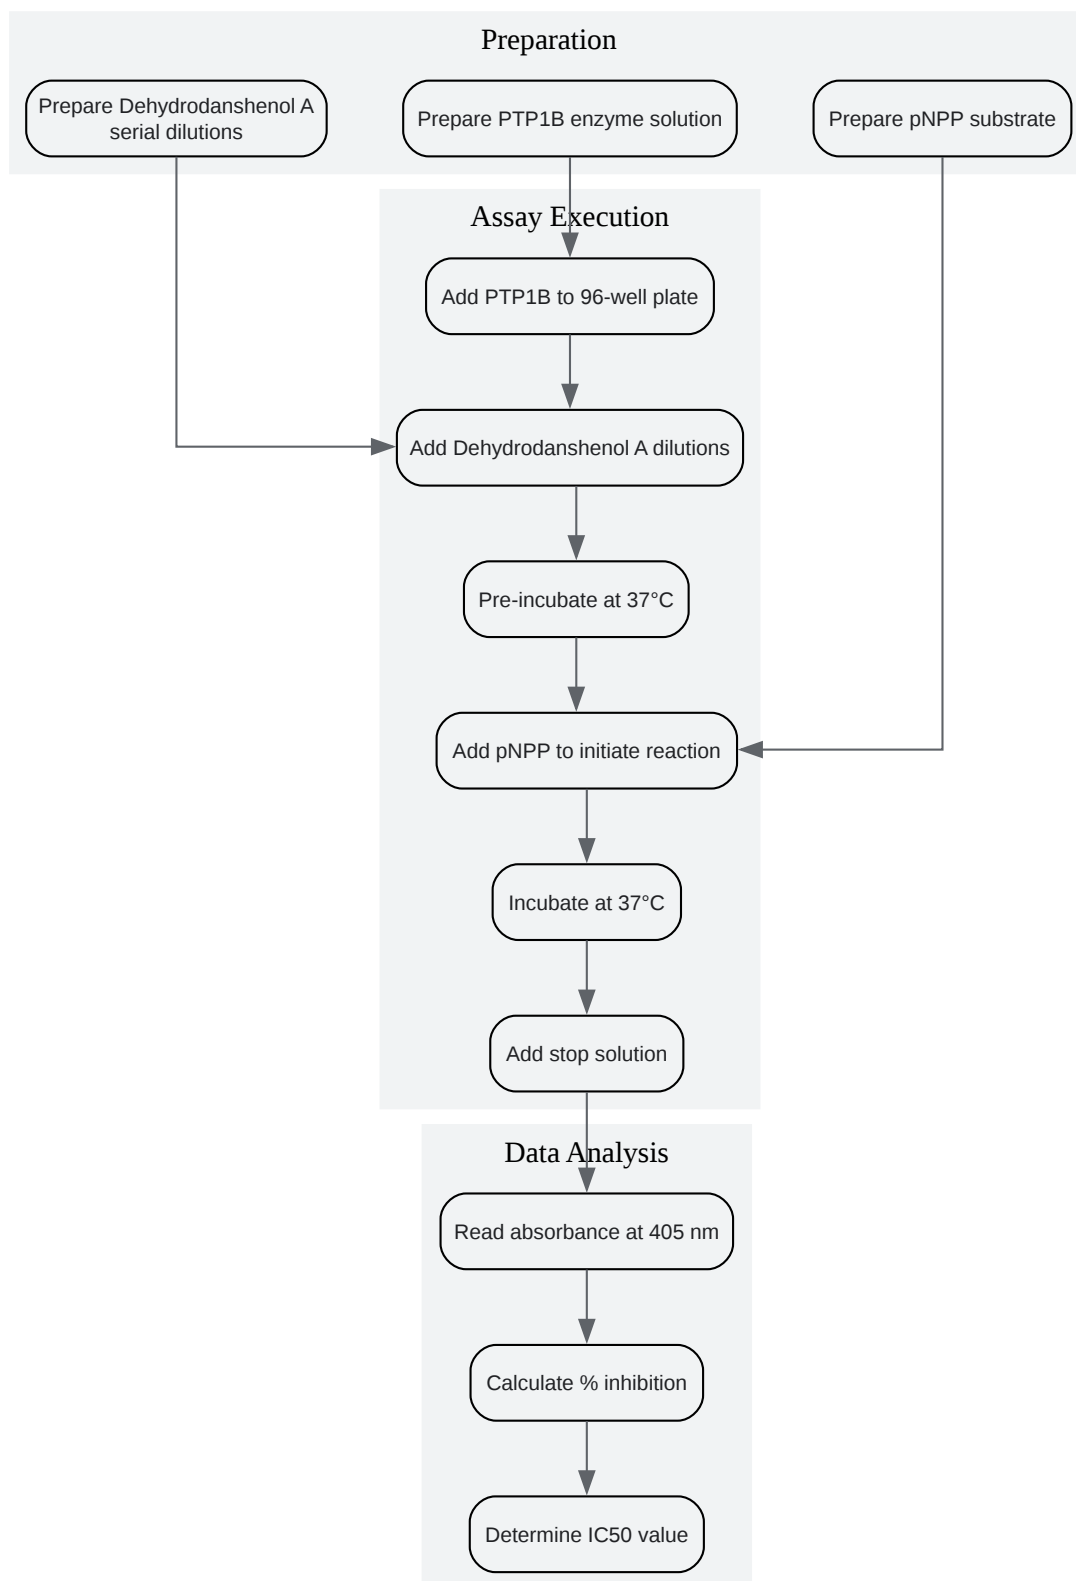 Preparation
Prepare Dehydrodanshenol A
serial dilutions
Prepare PTP1B enzyme solution
Prepare pNPP substrate
Assay Execution
Add PTP1B to 96-well plate
Add Dehydrodanshenol A dilutions
Pre-incubate at 37°C
Add pNPP to initiate reaction
Incubate at 37°C
Add stop solution
Data Analysis
Read absorbance at 405 nm
Calculate % inhibition
Determine IC50 value